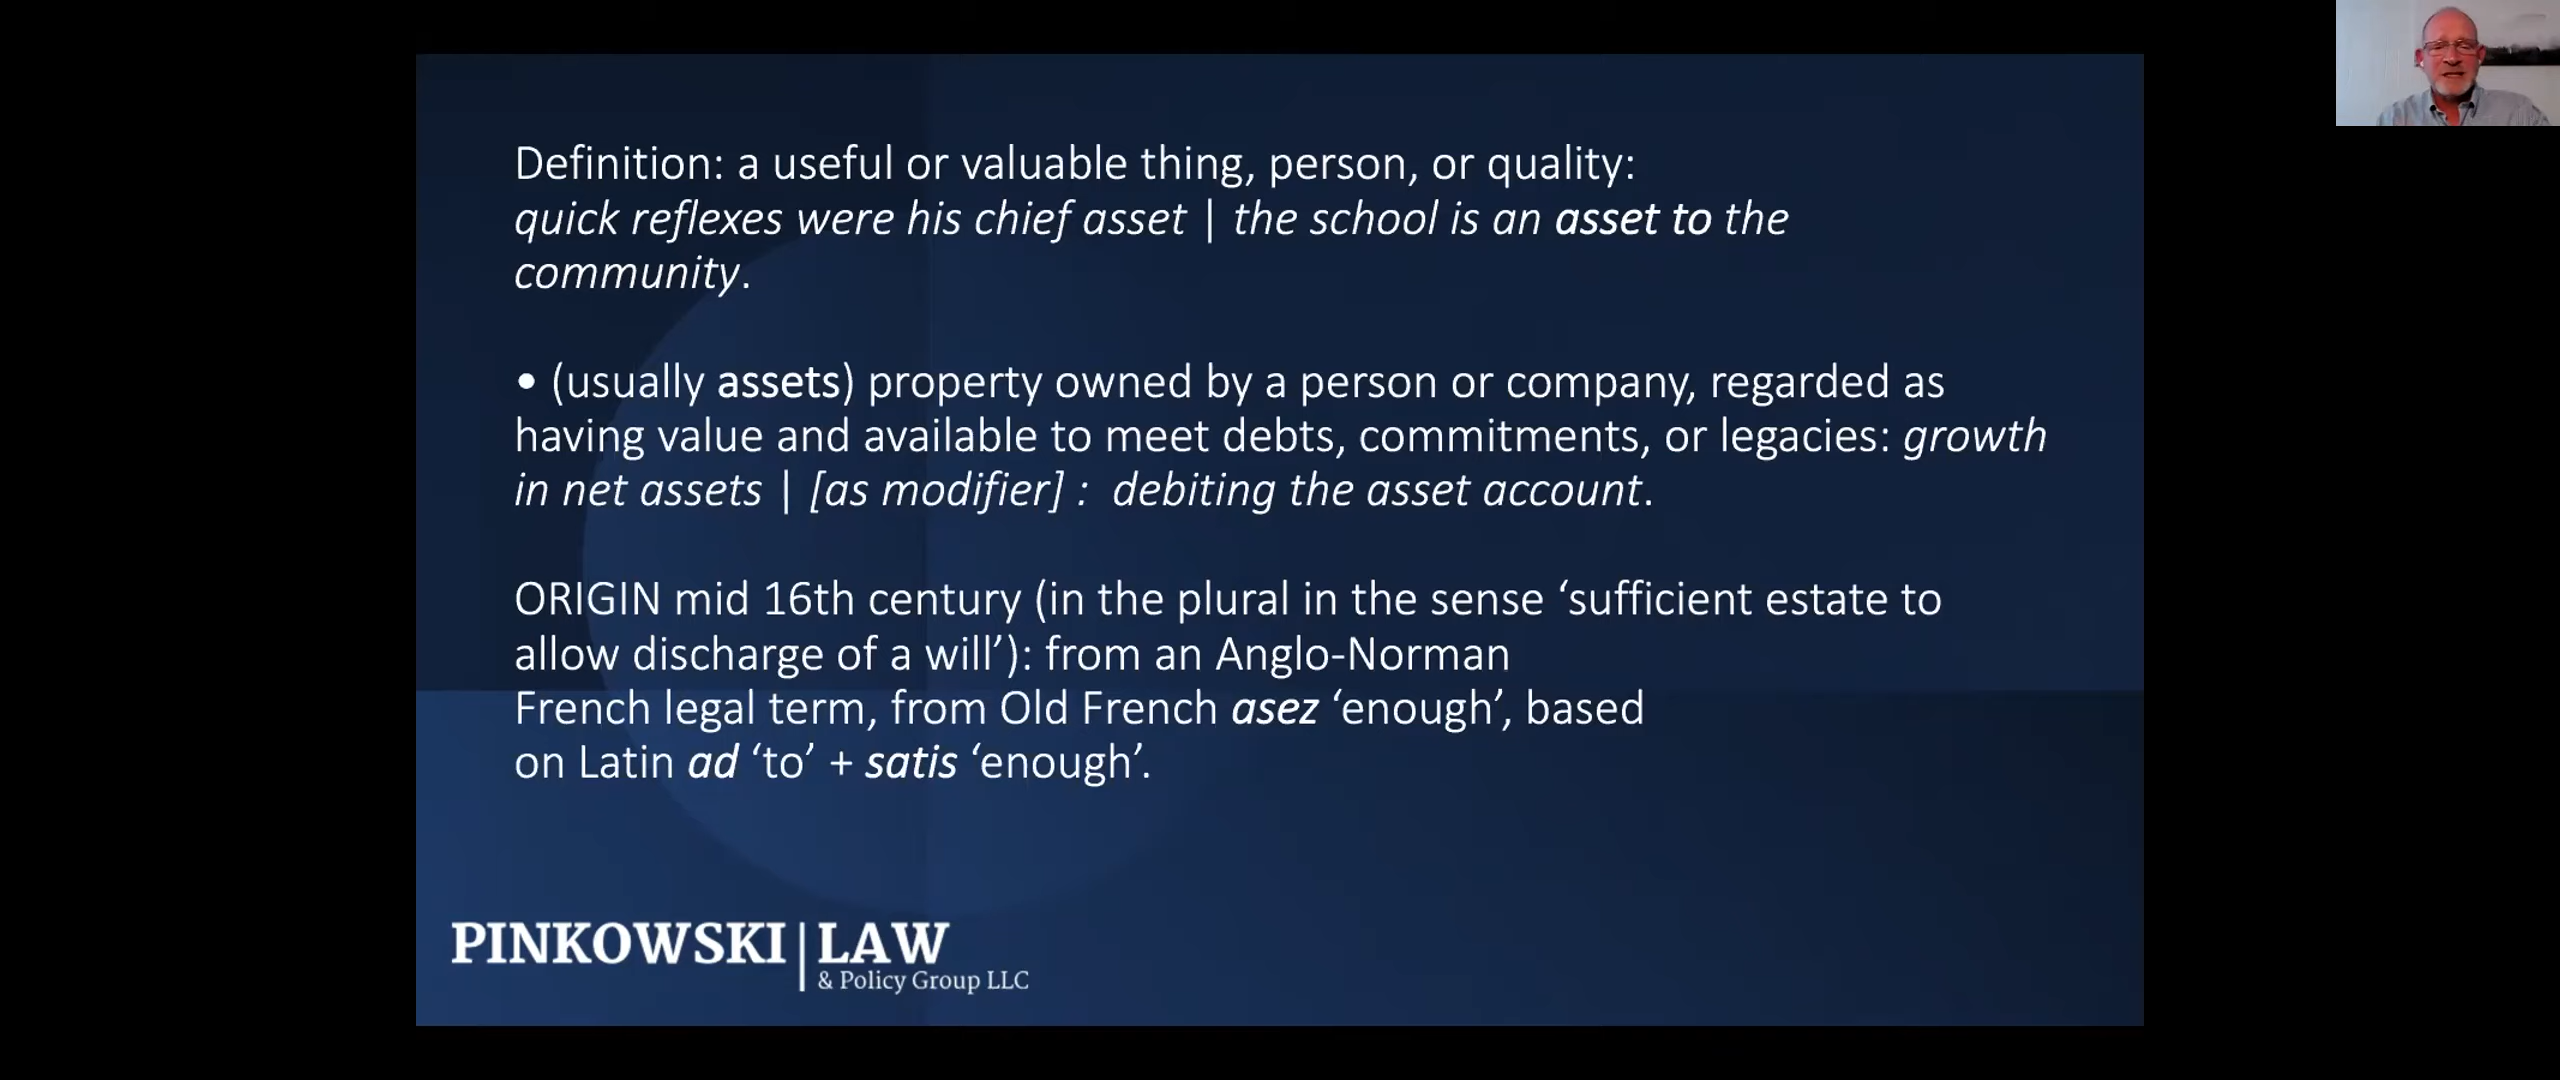 Definition: a useful or valuable thing, person, or quality:
quick reflexes were his chief asset | the school is an asset to the
community.
• (usually assets) property owned by a person or company, regarded as
having value and available to meet debts, commitments, or legacies: growth
in net assets | [as modifier] : debiting the asset account.
ORIGIN mid 16th century (in the plural in the sense ‘sufficient estate to
allow discharge of a will’): from an Anglo-Norman
French legal term, from Old French asez ‘enough’, based
on Latin ad ‘to’ + satis ‘enough’.
PINKOWSKI | LAW
& Policy Group LLC